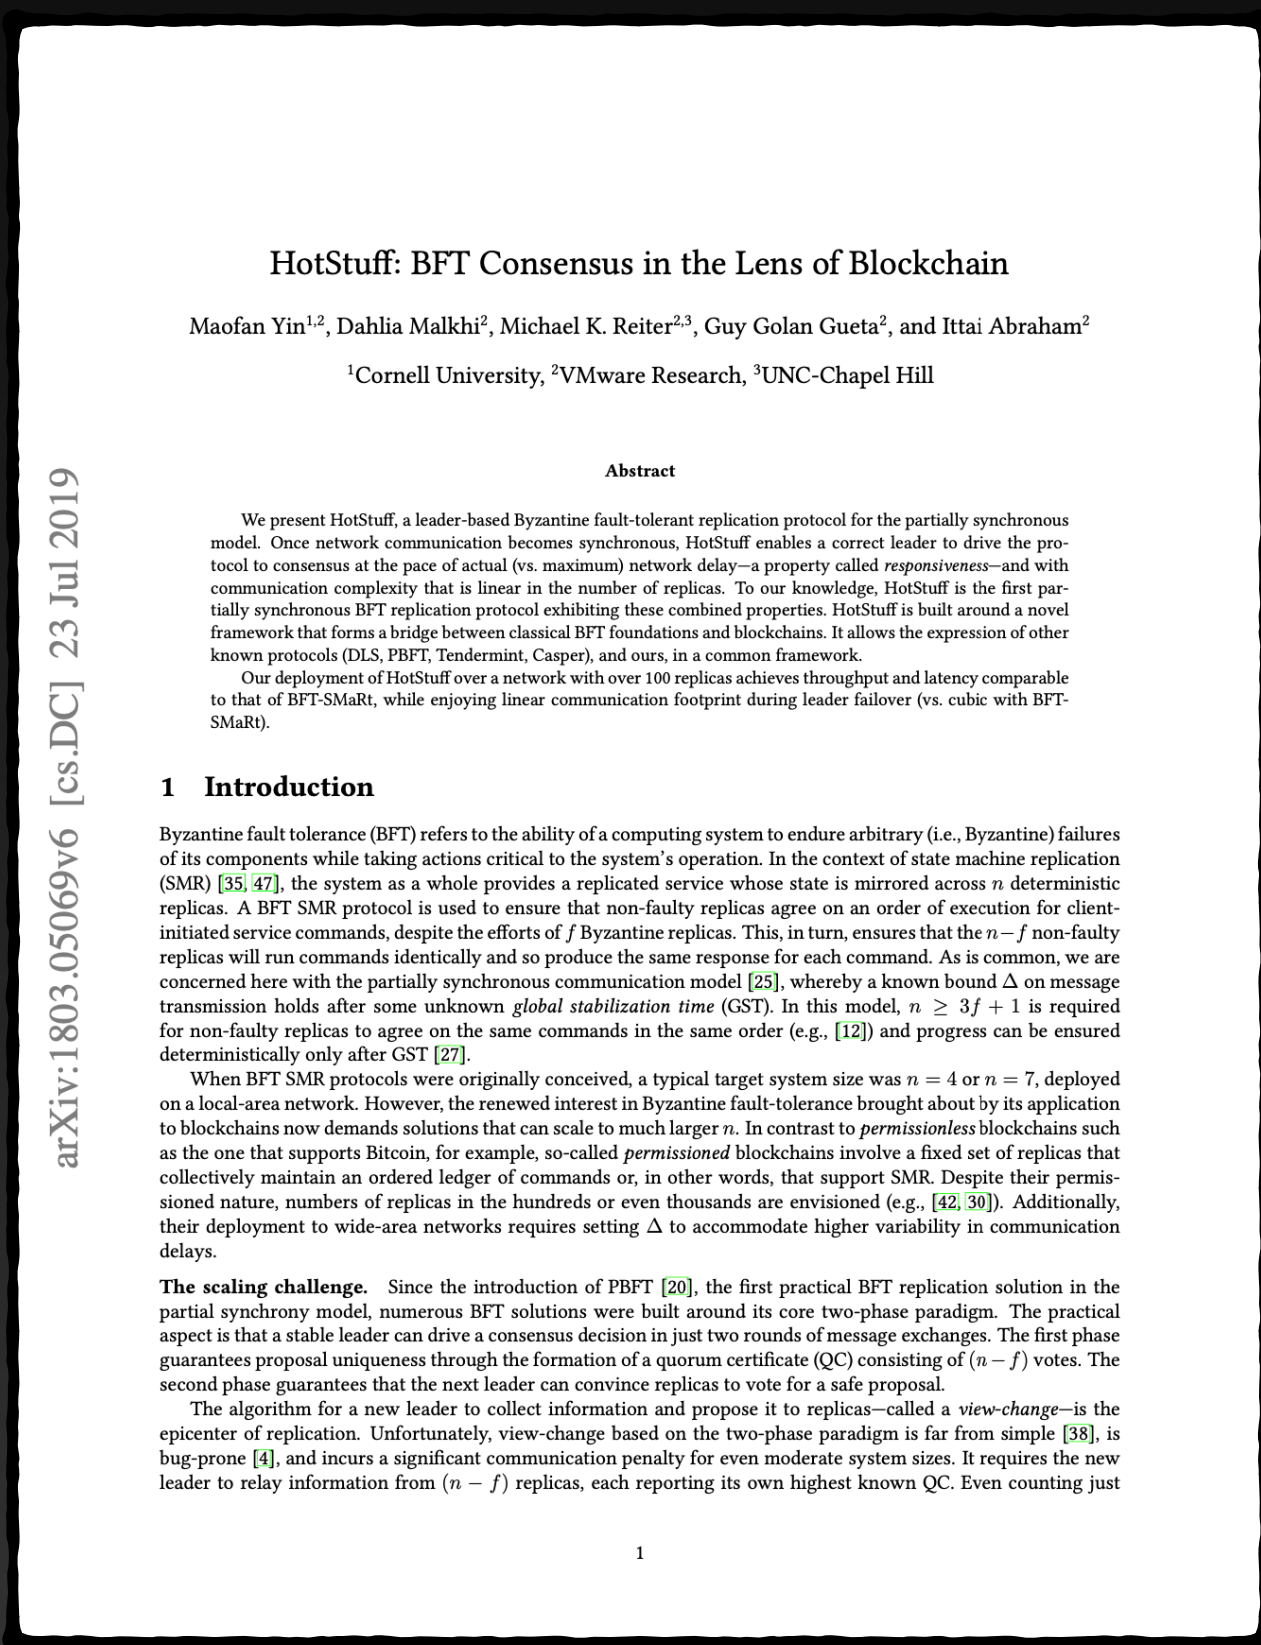 HotStuff: BFT Consensus in the Lens of Blockchain
Maofan Yin1,2, Dahlia Malkhi2, Michael K. Reiter2,3, Guy Golan Gueta2, and Ittai Abraham2
1Cornell University, 2VMware Research, 3UNC-Chapel Hill
arXiv:1803.05069v6 [cs.DC] 23 Jul 2019
Abstract
We present HotStuff, a leader-based Byzantine fault-tolerant replication protocol for the partially synchronous
model. Once network communication becomes synchronous, HotStuff enables a correct leader to drive the pro-
tocol to consensus at the pace of actual (vs. maximum) network delay—a property called responsiveness—and with
communication complexity that is linear in the number of replicas. To our knowledge, HotStuff is the first par-
tially synchronous BFT replication protocol exhibiting these combined properties. HotStuff is built around a novel
framework that forms a bridge between classical BFT foundations and blockchains. It allows the expression of other
known protocols (DLS, PBFT, Tendermint, Casper), and ours, in a common framework.
Our deployment of HotStuff over a network with over 100 replicas achieves throughput and latency comparable
to that of BFT-SMaRt, while enjoying linear communication footprint during leader failover (vs. cubic with BFT-
SMaRt).
1 Introduction
Byzantine fault tolerance (BFT) refers to the ability of a computing system to endure arbitrary (i.e., Byzantine) failures
of its components while taking actions critical to the system's operation. In the context of state machine replication
(SMR) [35, 47], the system as a whole provides a replicated service whose state is mirrored across n deterministic
replicas. A BFT SMR protocol is used to ensure that non-faulty replicas agree on an order of execution for client-
initiated service commands, despite the efforts of f Byzantine replicas. This, in turn, ensures that the n − f non-faulty
replicas will run commands identically and so produce the same response for each command. As is common, we are
concerned here with the partially synchronous communication model [25], whereby a known bound Δ on message
transmission holds after some unknown global stabilization time (GST). In this model, n ≥ 3f + 1 is required
for non-faulty replicas to agree on the same commands in the same order (e.g., [12]) and progress can be ensured
deterministically only after GST [27].
When BFT SMR protocols were originally conceived, a typical target system size was n = 4 or n = 7, deployed
on a local-area network. However, the renewed interest in Byzantine fault-tolerance brought about by its application
to blockchains now demands solutions that can scale to much larger n. In contrast to permissionless blockchains such
as the one that supports Bitcoin, for example, so-called permissioned blockchains involve a fixed set of replicas that
collectively maintain an ordered ledger of commands or, in other words, that support SMR. Despite their permis-
sioned nature, numbers of replicas in the hundreds or even thousands are envisioned (e.g., [42, 30]). Additionally,
their deployment to wide-area networks requires setting Δ to accommodate higher variability in communication
delays.
The scaling challenge. Since the introduction of PBFT [20], the first practical BFT replication solution in the
partial synchrony model, numerous BFT solutions were built around its core two-phase paradigm. The practical
aspect is that a stable leader can drive a consensus decision in just two rounds of message exchanges. The first phase
guarantees proposal uniqueness through the formation of a quorum certificate (QC) consisting of (n − f) votes. The
second phase guarantees that the next leader can convince replicas to vote for a safe proposal.
The algorithm for a new leader to collect information and propose it to replicas—called a view-change—is the
epicenter of replication. Unfortunately, view-change based on the two-phase paradigm is far from simple [38], is
bug-prone [4], and incurs a significant communication penalty for even moderate system sizes. It requires the new
leader to relay information from (n − f) replicas, each reporting its own highest known QC. Even counting just
1